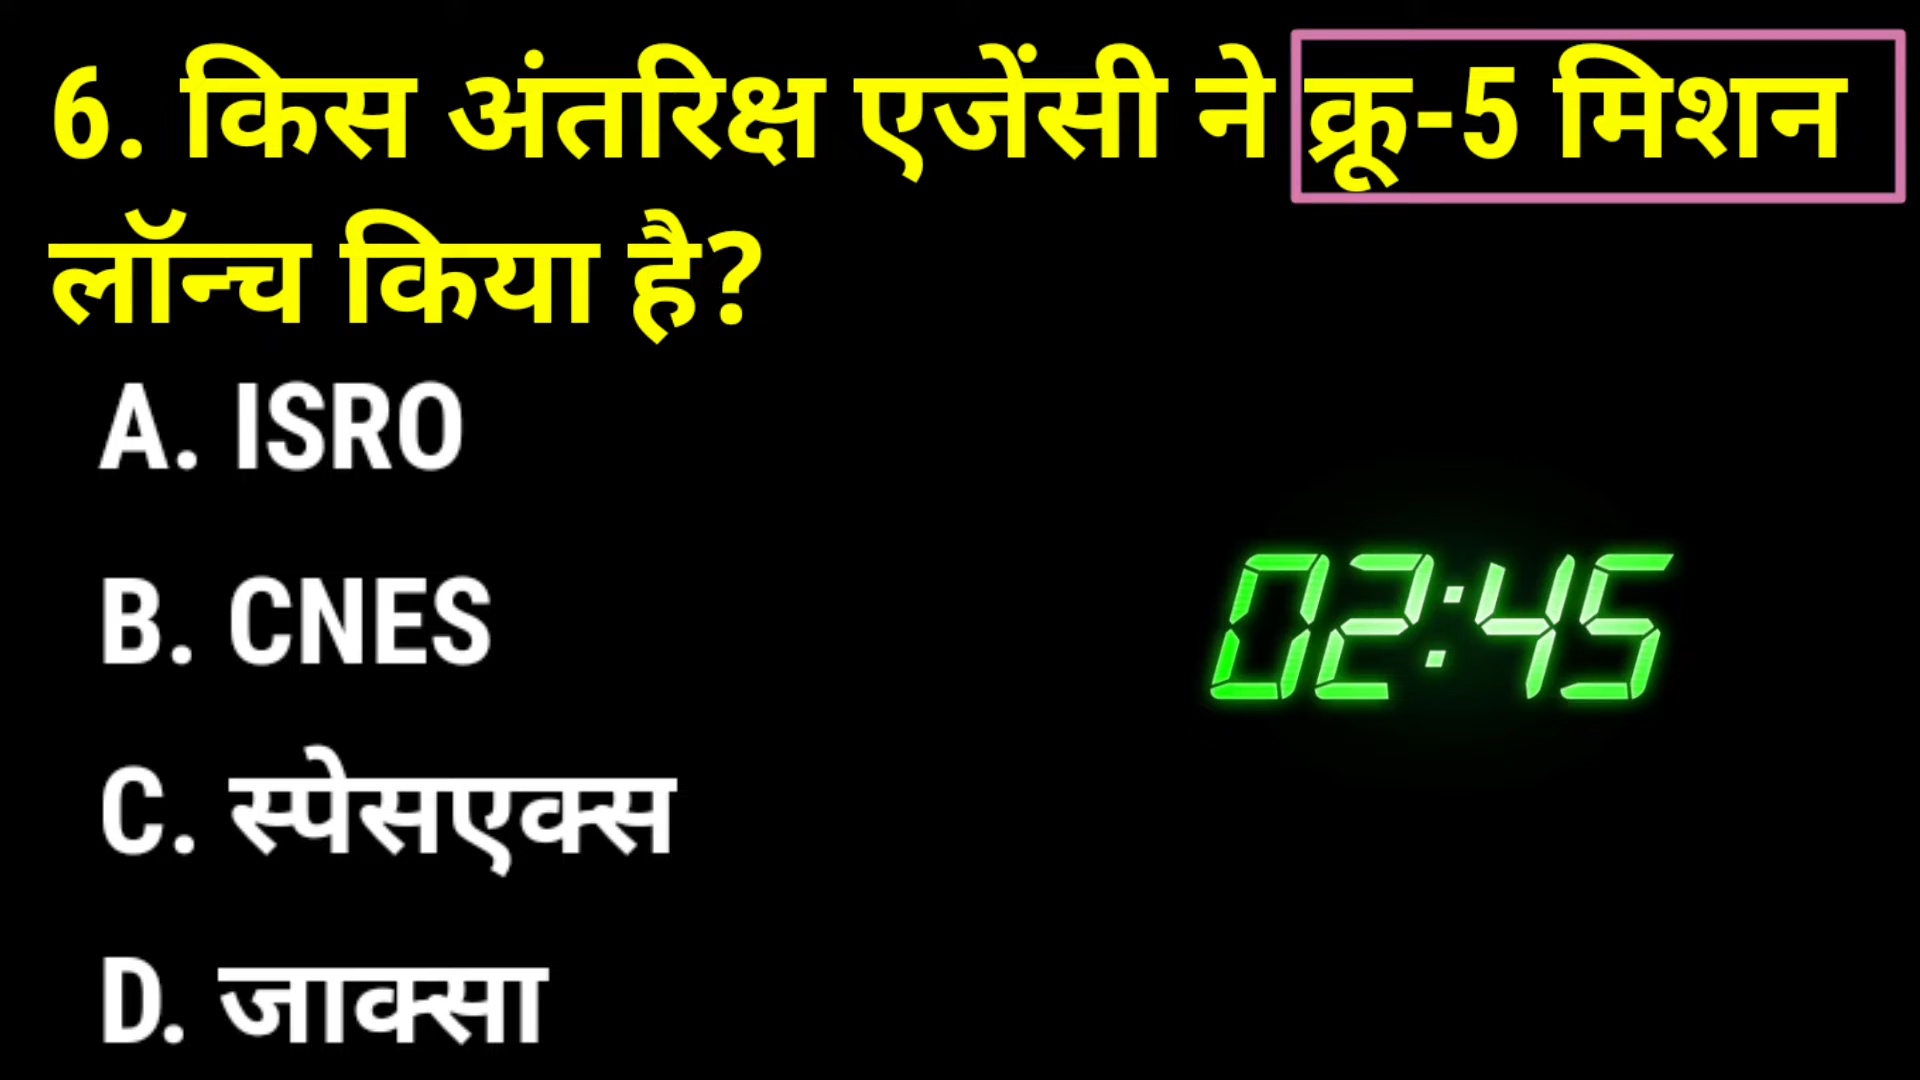 6. किस अंतरिक्ष एजेंसी ने क्रू-5 मिशन
लॉन्च किया है?
A. ISRO
B. CNES
02:45
C. स्पेसएक्स
D. जाक्सा